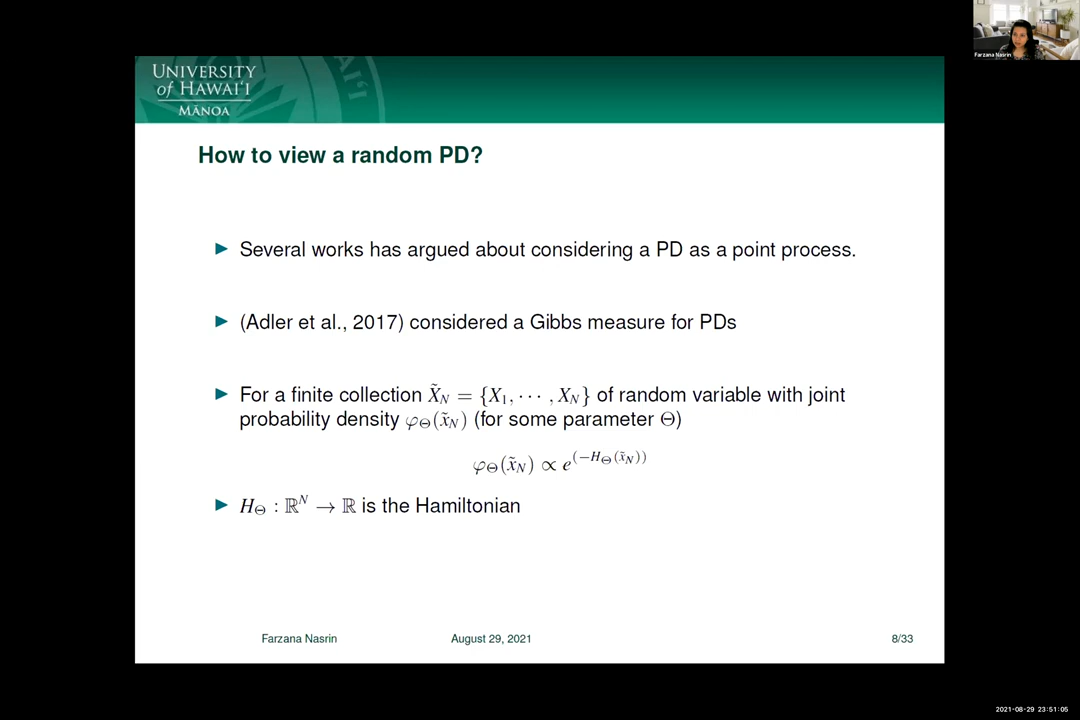 Farzana Nasrin
UNIVERSITY
of HAWAIʻI
MĀNOA
How to view a random PD?
▶ Several works has argued about considering a PD as a point process.
▶ (Adler et al., 2017) considered a Gibbs measure for PDs
▶ For a finite collection X̃_N = {X_1, ⋯ , X_N} of random variable with joint
probability density φ_Θ(x̃_N) (for some parameter Θ)
φ_Θ(x̃_N) ∝ e^(−H_Θ(x̃_N))
▶ H_Θ : ℝ^N → ℝ is the Hamiltonian
Farzana Nasrin August 29, 2021 8/33
2021-08-29 23:51:05